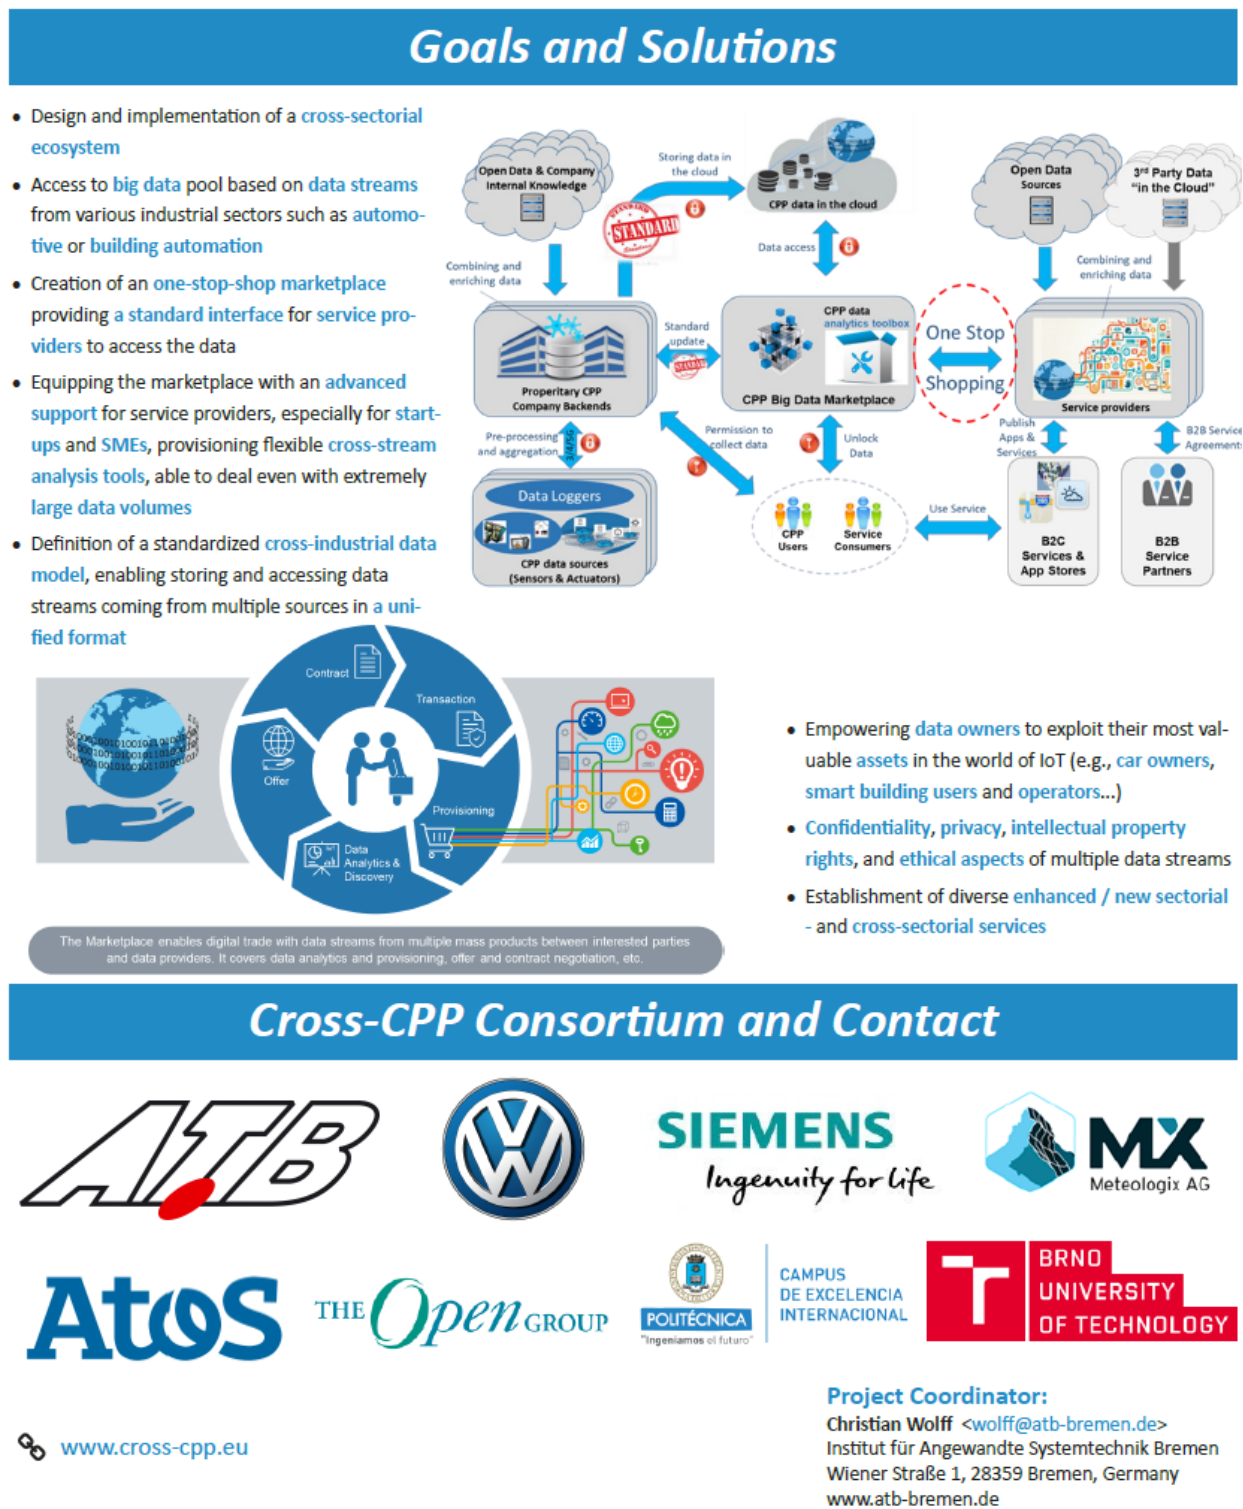 Goals and Solutions
• Design and implementation of a cross-sectorial
ecosystem
• Access to big data pool based on data streams
from various industrial sectors such as automo-
tive or building automation
• Creation of an one-stop-shop marketplace
providing a standard interface for service pro-
viders to access the data
• Equipping the marketplace with an advanced
support for service providers, especially for start-
ups and SMEs, provisioning flexible cross-stream
analysis tools, able to deal even with extremely
large data volumes
• Definition of a standardized cross-industrial data
model, enabling storing and accessing data
streams coming from multiple sources in a uni-
fied format
Open Data & Company
Internal Knowledge
Storing data in
the cloud
STANDARD
CPP data in the cloud
Open Data
Sources
3rd Party Data
"in the Cloud"
Combining and
enriching data
Data access
Combining and
enriching data
Properitary CPP
Company Backends
Standard
update
STANDARD
CPP data
analytics toolbox
CPP Big Data Marketplace
One Stop
Shopping
Service providers
Pre-processing
and aggregation
3/4/5G
Permission to
collect data
Unlock
Data
Publish
Apps &
Services
B2B Service
Agreements
Data Loggers
CPP data sources
(Sensors & Actuators)
CPP
Users
Service
Consumers
Use Service
B2C
Services &
App Stores
B2B
Service
Partners
Contract
Transaction
Offer
Provisioning
Data
Analytics &
Discovery
The Marketplace enables digital trade with data streams from multiple mass products between interested parties
and data providers. It covers data analytics and provisioning, offer and contract negotiation, etc.
• Empowering data owners to exploit their most val-
uable assets in the world of IoT (e.g., car owners,
smart building users and operators...)
• Confidentiality, privacy, intellectual property
rights, and ethical aspects of multiple data streams
• Establishment of diverse enhanced / new sectorial
- and cross-sectorial services
Cross-CPP Consortium and Contact
ATB
VW
SIEMENS
Ingenuity for life
MX
Meteologix AG
Atos
THE Open GROUP
POLITÉCNICA
"Ingeniamos el futuro"
CAMPUS
DE EXCELENCIA
INTERNACIONAL
T
BRNO
UNIVERSITY
OF TECHNOLOGY
www.cross-cpp.eu
Project Coordinator:
Christian Wolff <wolff@atb-bremen.de>
Institut für Angewandte Systemtechnik Bremen
Wiener Straße 1, 28359 Bremen, Germany
www.atb-bremen.de